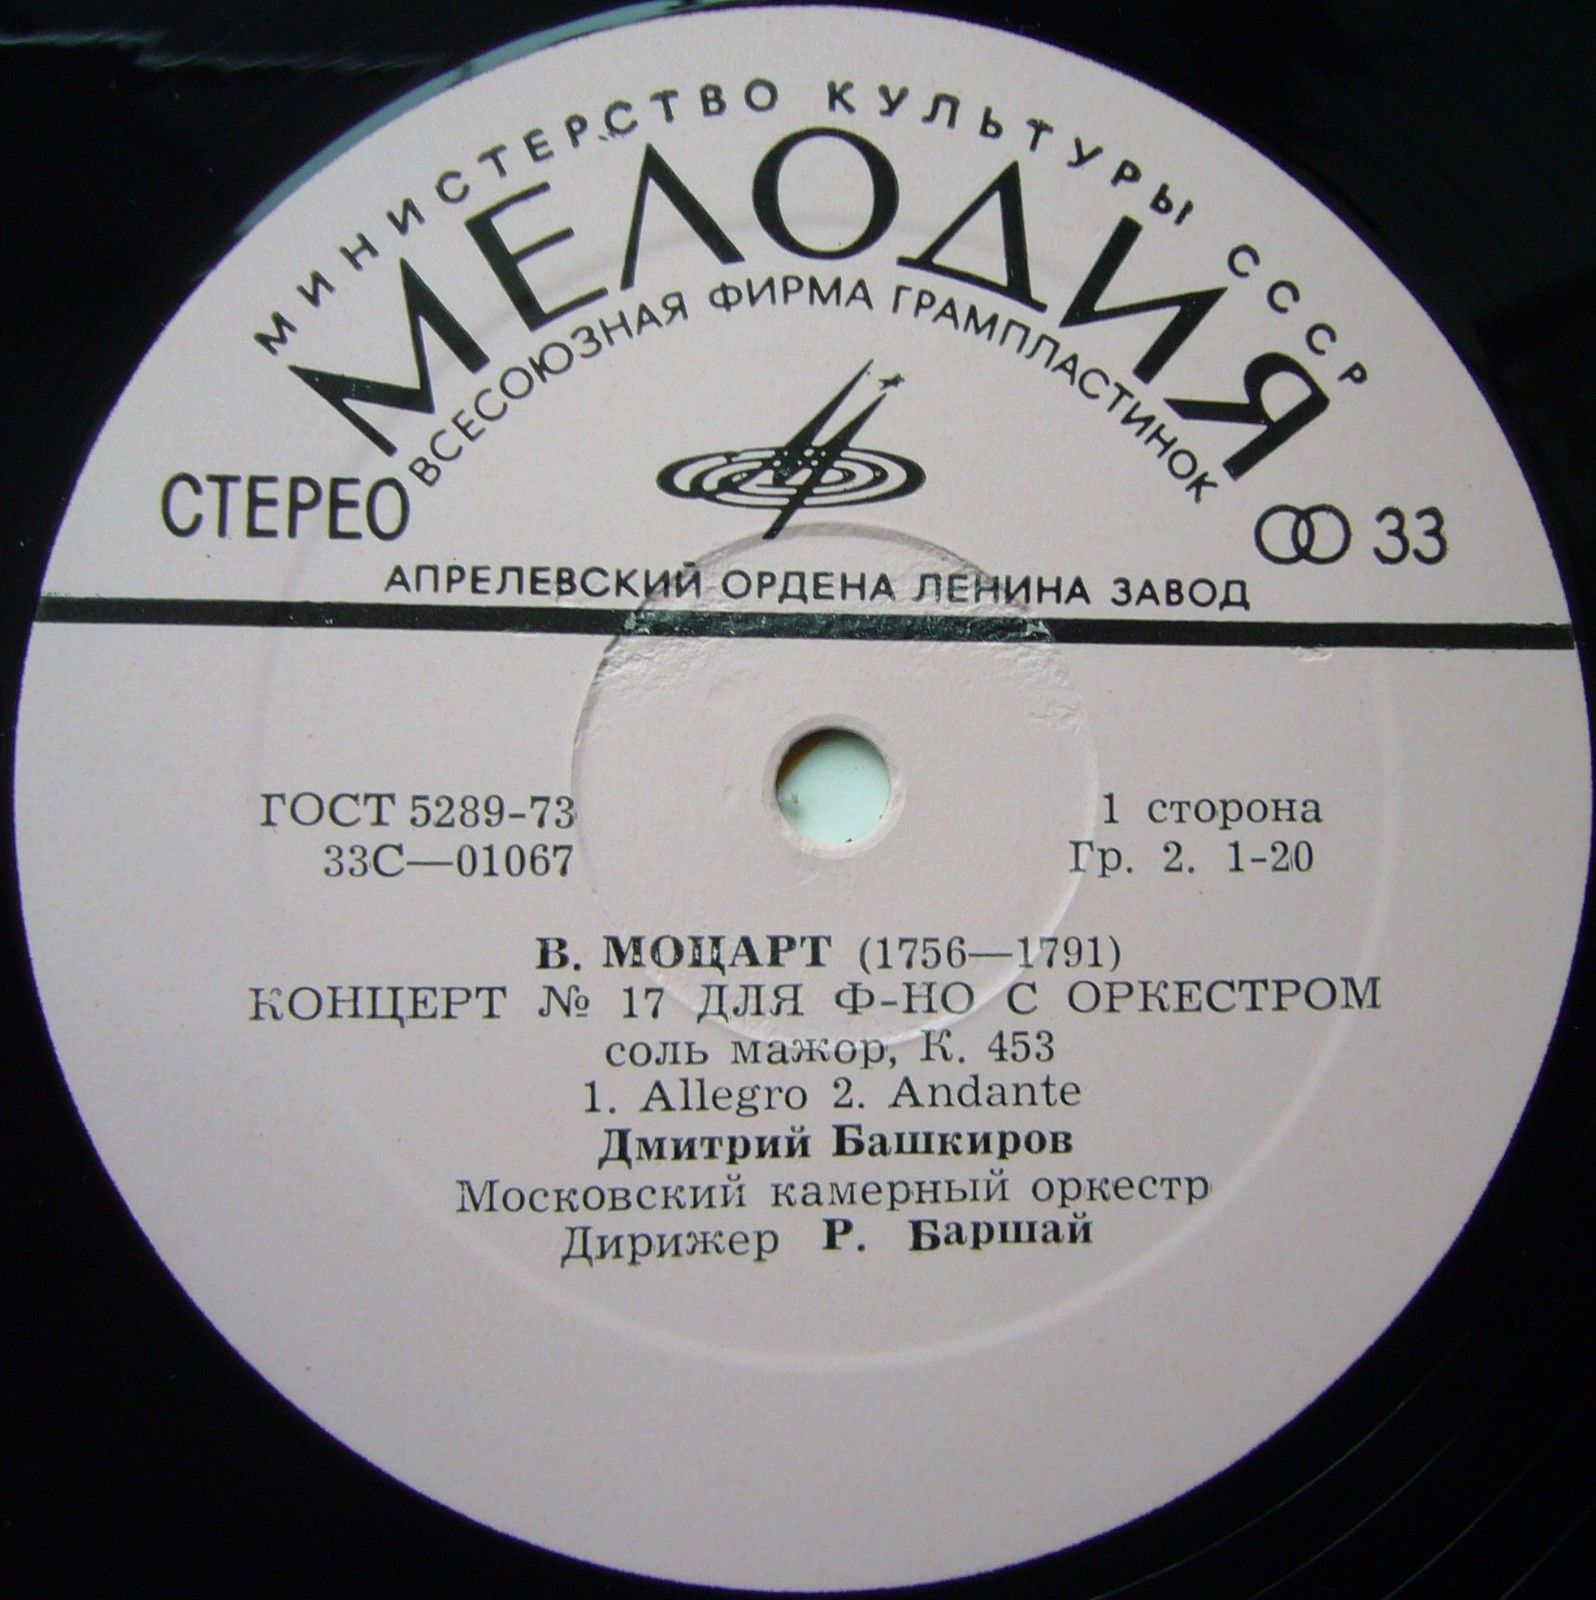 МИНИСТЕРСТВО КУЛЬТУРЫ СССР
МЕЛОДИЯ
ВСЕСОЮЗНАЯ ФИРМА ГРАМПЛАСТИНОК
СТЕРЕО
33
АПРЕЛЕВСКИЙ ОРДЕНА ЛЕНИНА ЗАВОД
ГОСТ 5289-73
1 сторона
33С—01067
Гр. 2. 1-20
В. МОЦАРТ (1756—1791)
КОНЦЕРТ № 17 ДЛЯ Ф-НО С ОРКЕСТРОМ
соль мажор, К. 453
1. Allegro 2. Andante
Дмитрий Башкиров
Московский камерный оркестр
Дирижер Р. Баршай